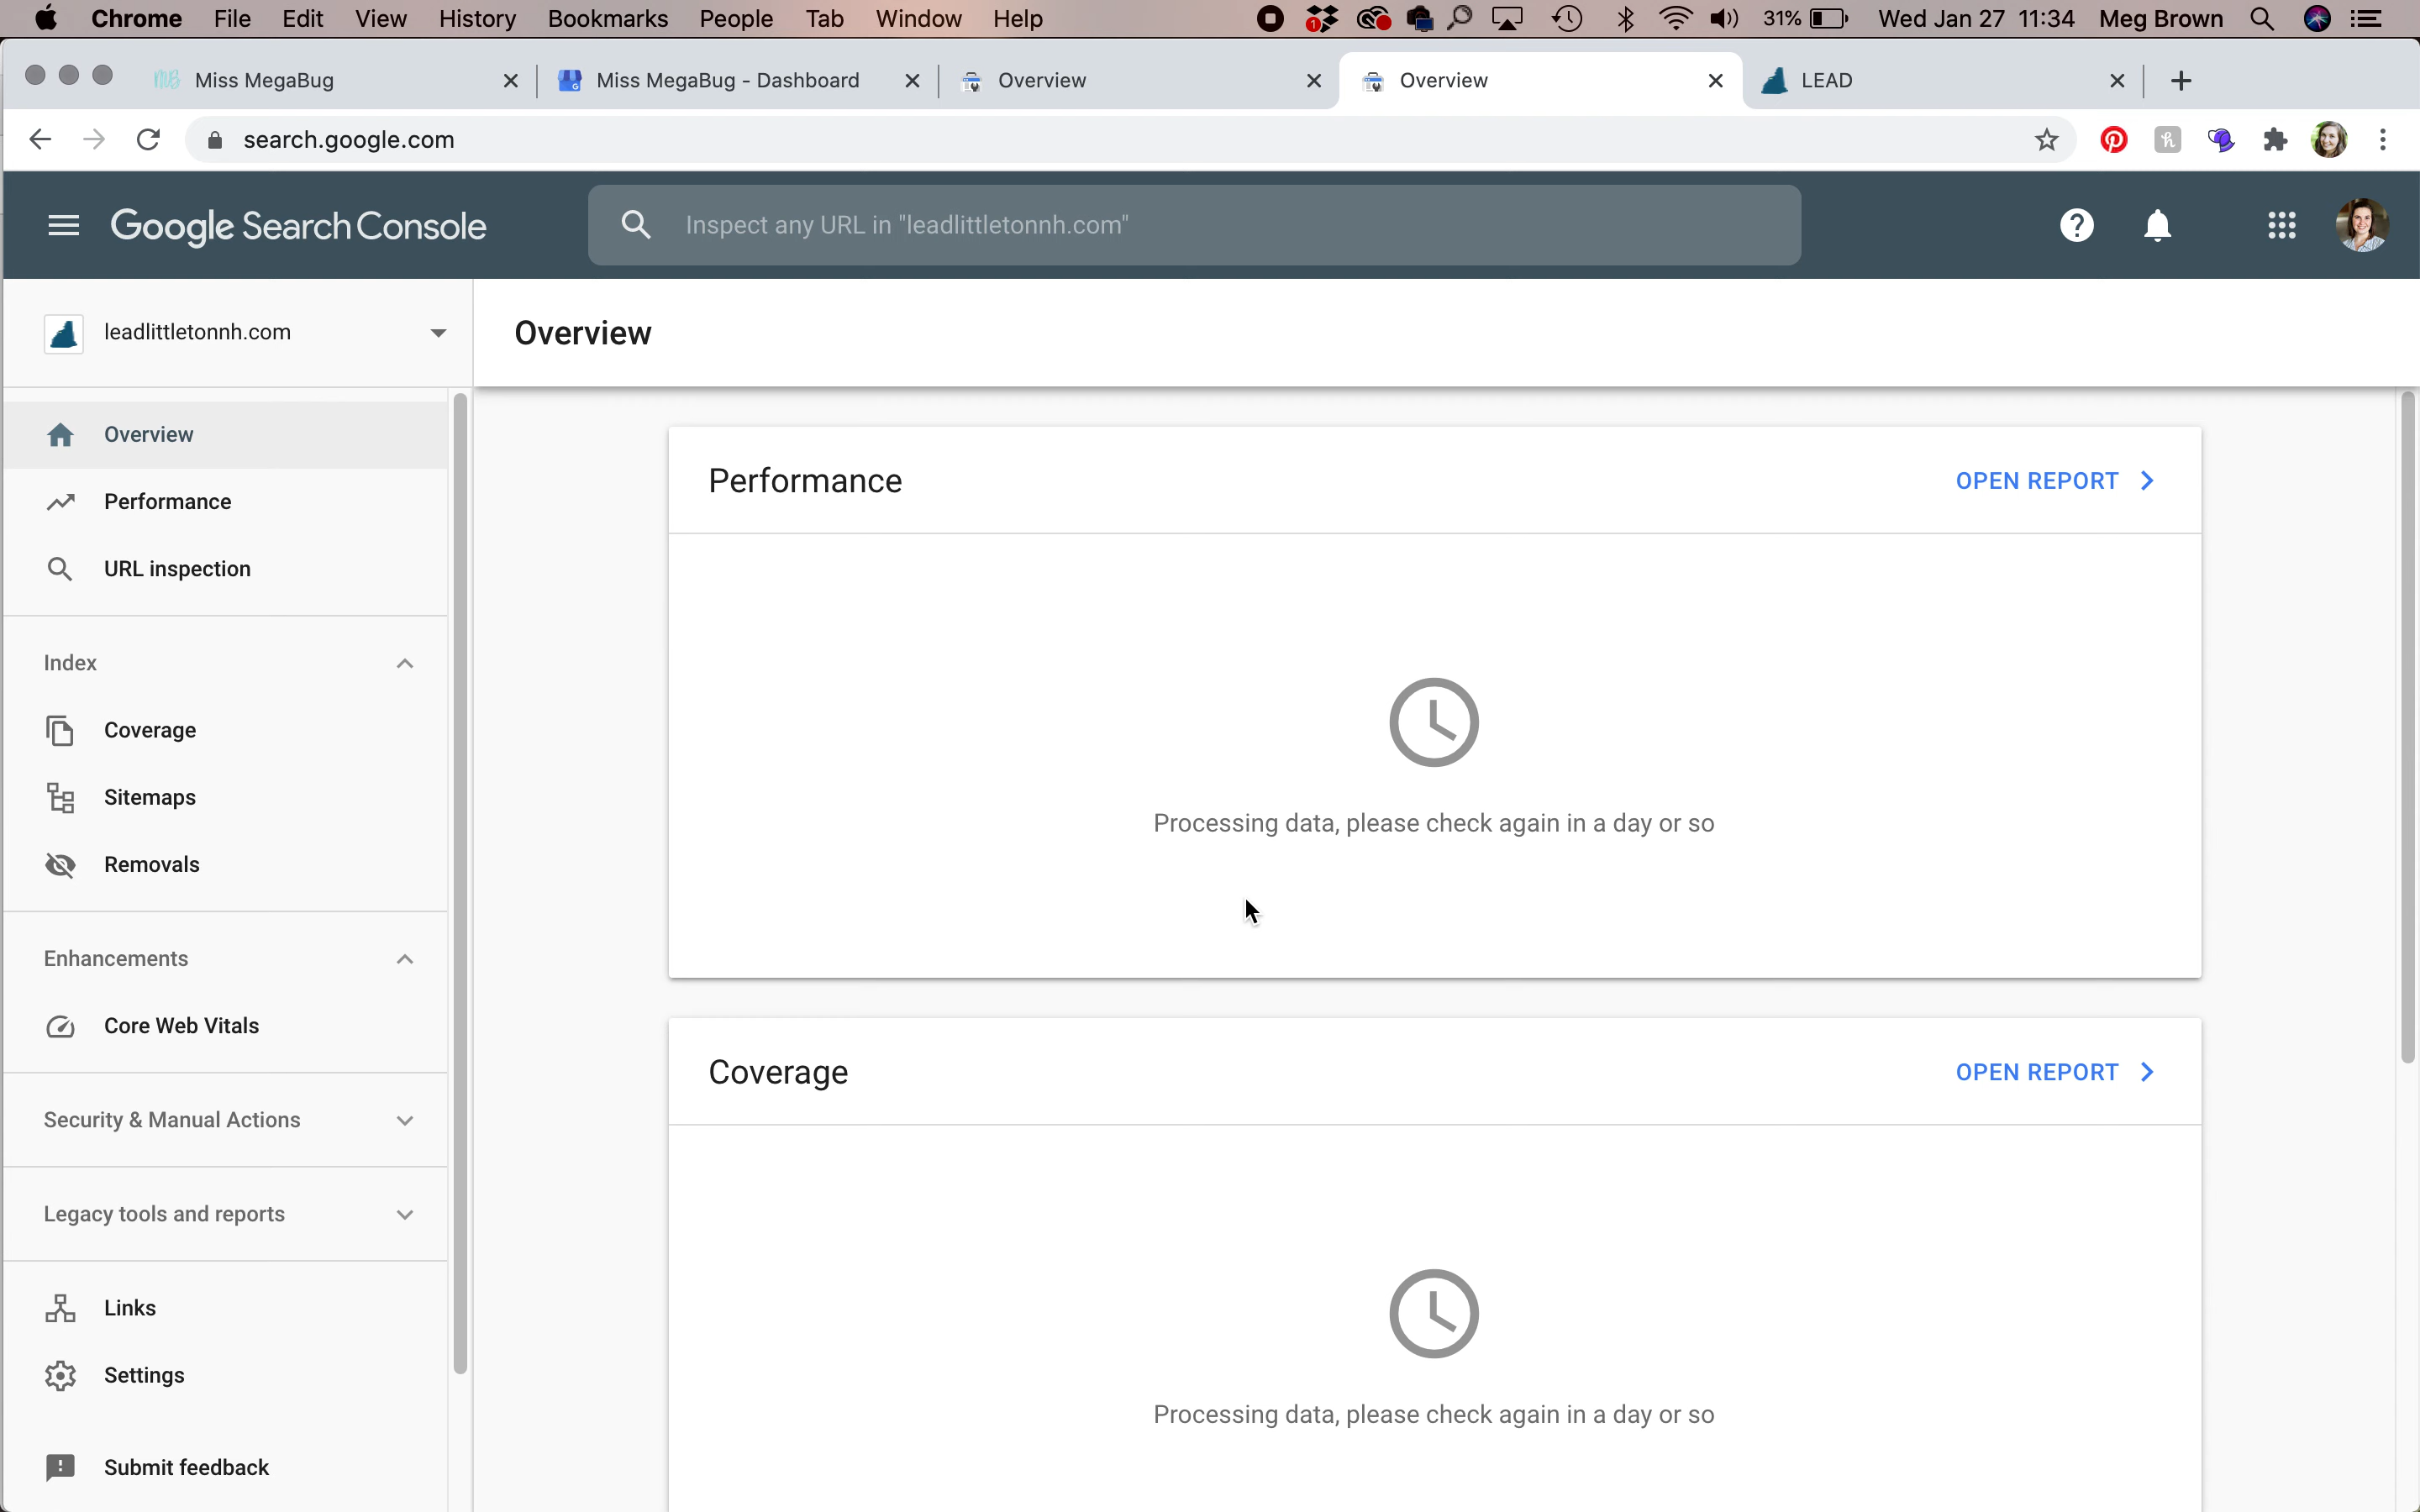 Chrome File Edit View History Bookmarks People Tab Window Help 1 31% Wed Jan 27 11:34 Meg Brown
MB Miss MegaBug Miss MegaBug - Dashboard Overview Overview LEAD
search.google.com
Google Search Console Inspect any URL in "leadlittletonnh.com"
leadlittletonnh.com
Overview
Overview
Performance
URL inspection
Index
Coverage
Sitemaps
Removals
Enhancements
Core Web Vitals
Security & Manual Actions
Legacy tools and reports
Links
Settings
Submit feedback
Performance OPEN REPORT
Processing data, please check again in a day or so
Coverage OPEN REPORT
Processing data, please check again in a day or so